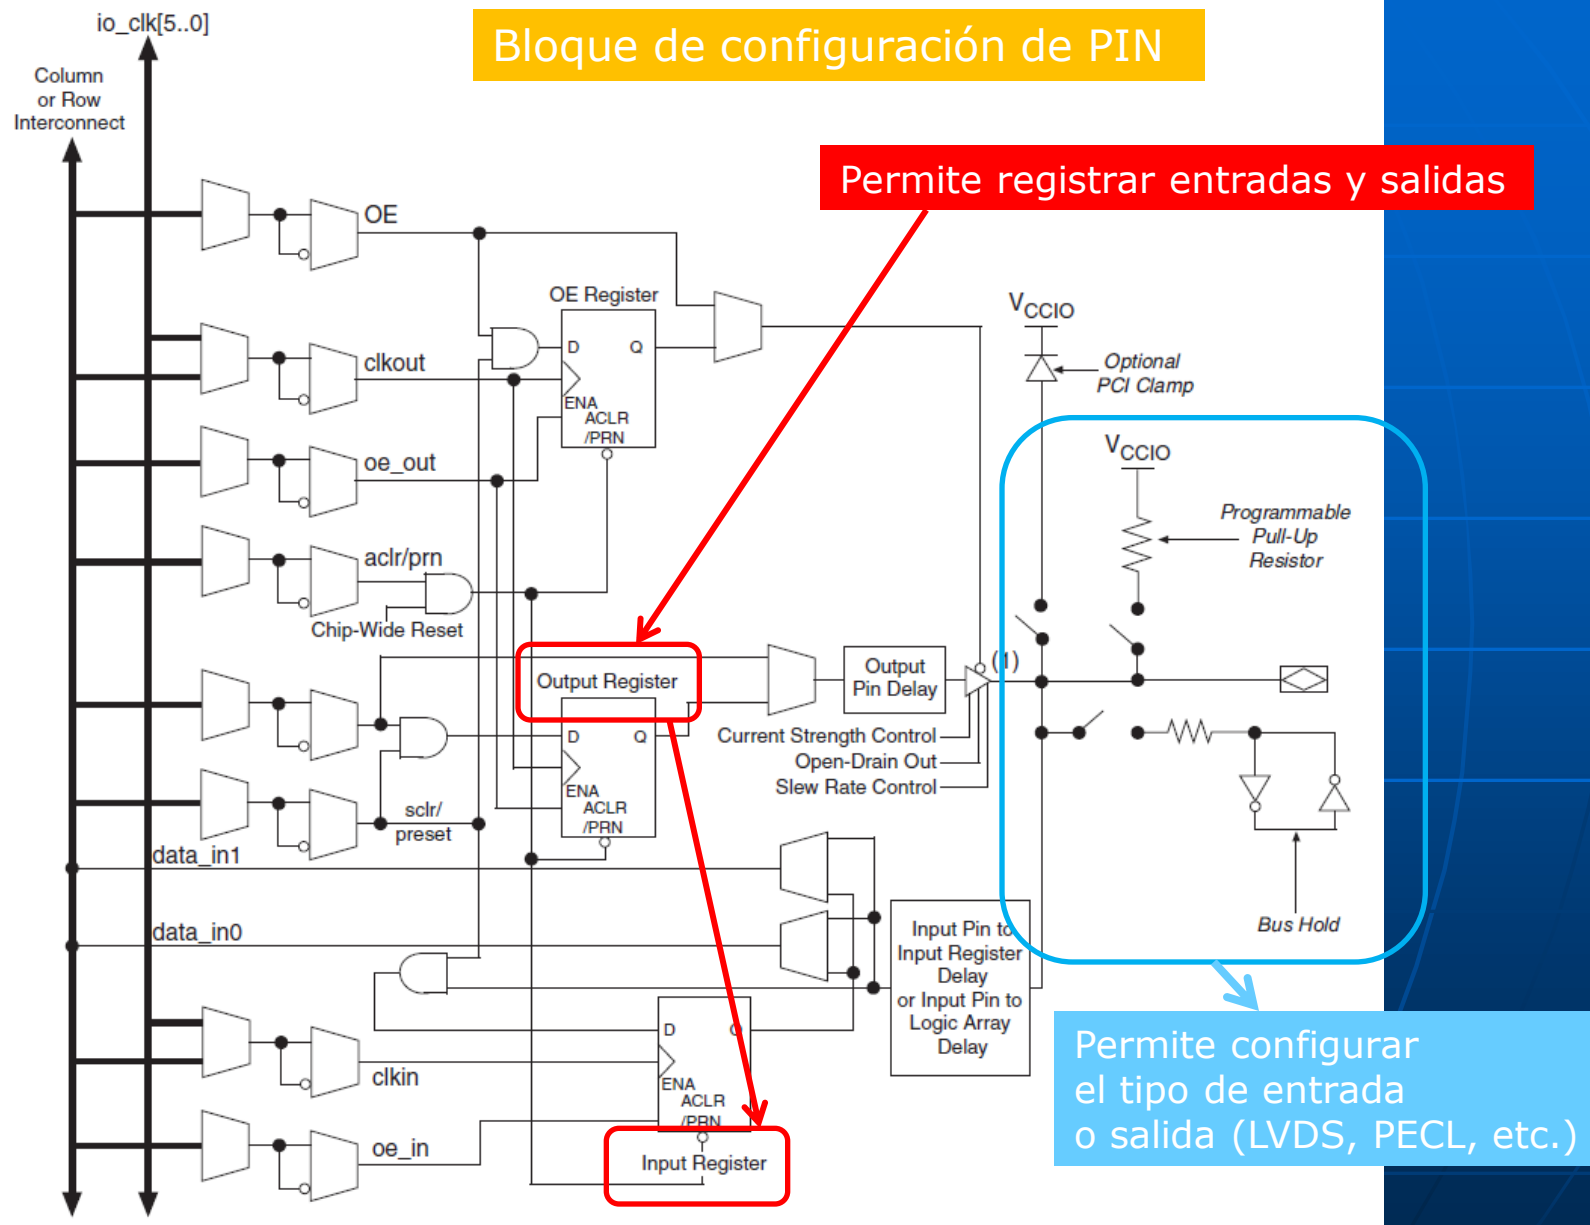 io_clk[5..0]
Bloque de configuración de PIN
Column
or Row
Interconnect
Permite registrar entradas y salidas
OE
OE Register
D
Q
ENA
ACLR
/PRN
clkout
oe_out
aclr/prn
Chip-Wide Reset
VCCIO
Optional
PCI Clamp
VCCIO
Programmable
Pull-Up
Resistor
Output Register
D
Q
ENA
ACLR
/PRN
Output
Pin Delay
(1)
Current Strength Control
Open-Drain Out
Slew Rate Control
sclr/
preset
data_in1
data_in0
Input Pin to
Input Register
Delay
or Input Pin to
Logic Array
Delay
Bus Hold
D
Q
ENA
ACLR
/PRN
clkin
oe_in
Input Register
Permite configurar
el tipo de entrada
o salida (LVDS, PECL, etc.)